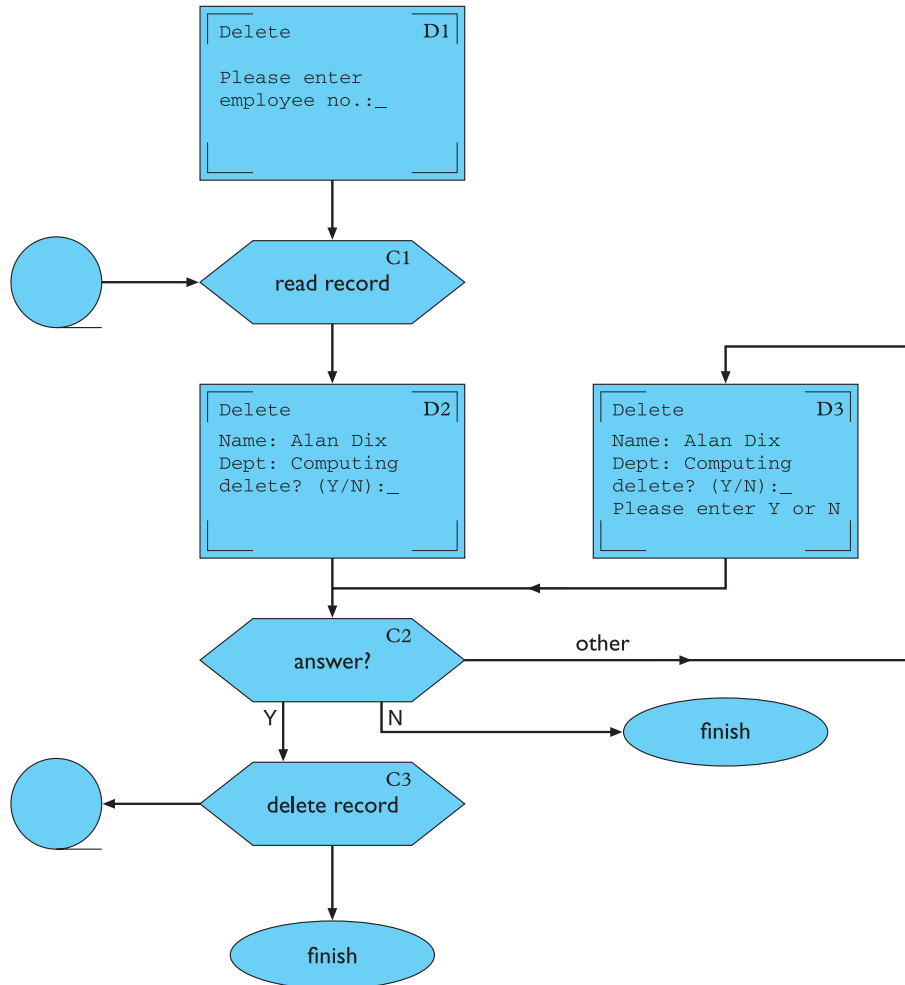 Delete D1
Please enter
employee no.:_
C1
read record
Delete D2
Name: Alan Dix
Dept: Computing
delete? (Y/N):_
Delete D3
Name: Alan Dix
Dept: Computing
delete? (Y/N):_
Please enter Y or N
C2
answer?
other
Y
N
finish
C3
delete record
finish